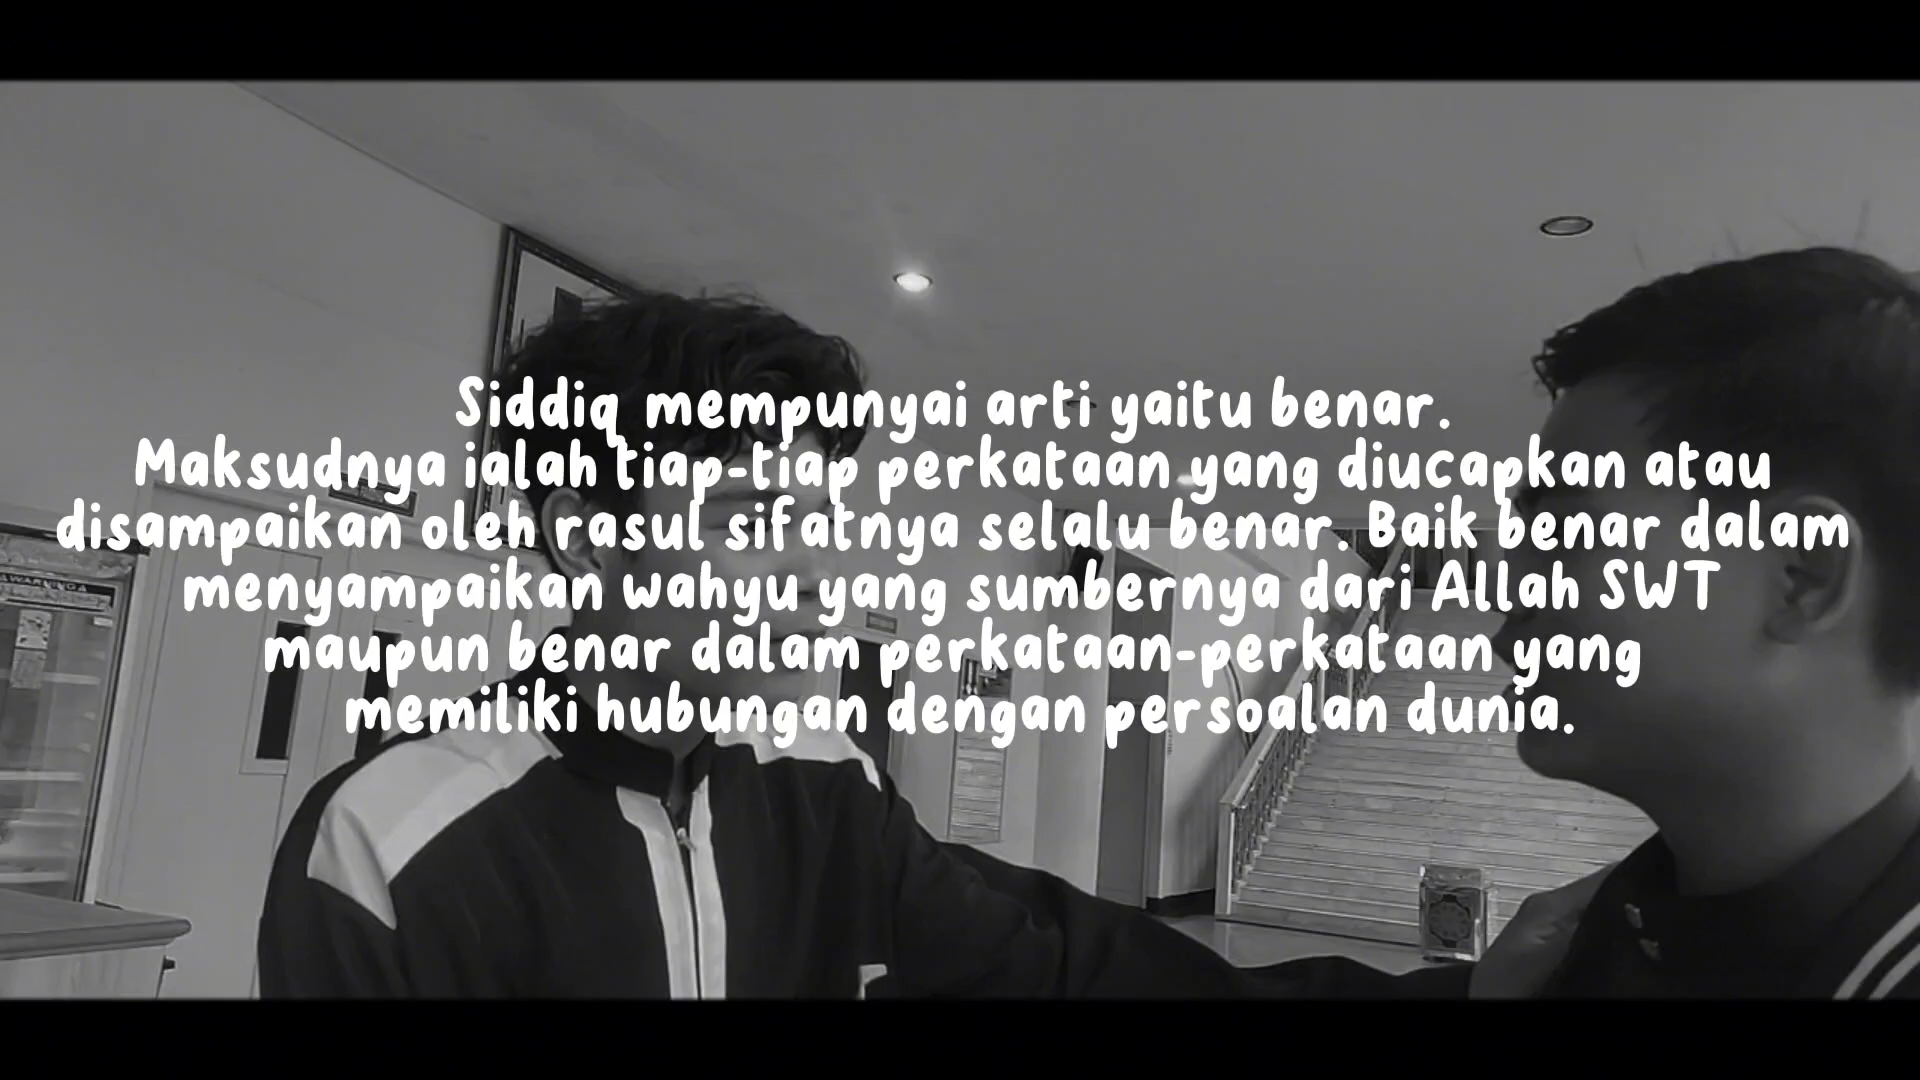 Siddiq mempunyai arti yaitu benar.
Maksudnya ialah tiap-tiap perkataan yang diucapkan atau
disampaikan oleh rasul sifatnya selalu benar. Baik benar dalam
menyampaikan wahyu yang sumbernya dari Allah SWT
maupun benar dalam perkataan-perkataan yang
memiliki hubungan dengan persoalan dunia.